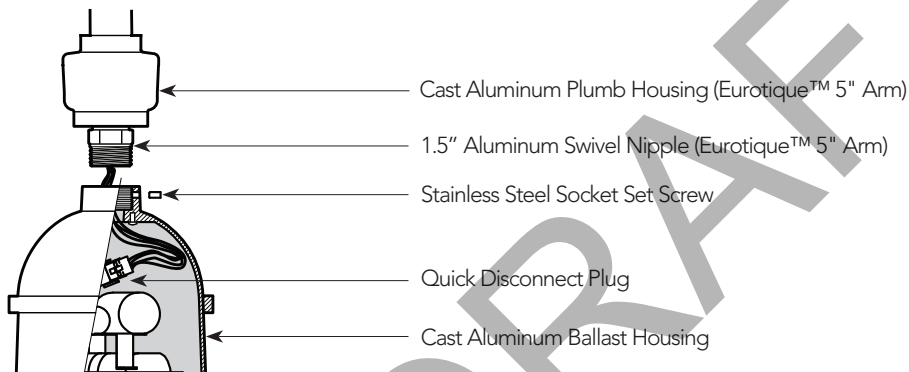 Cast Aluminum Plumb Housing (Eurotique™ 5" Arm)
1.5” Aluminum Swivel Nipple (Eurotique™ 5" Arm)
Stainless Steel Socket Set Screw
Quick Disconnect Plug
Cast Aluminum Ballast Housing